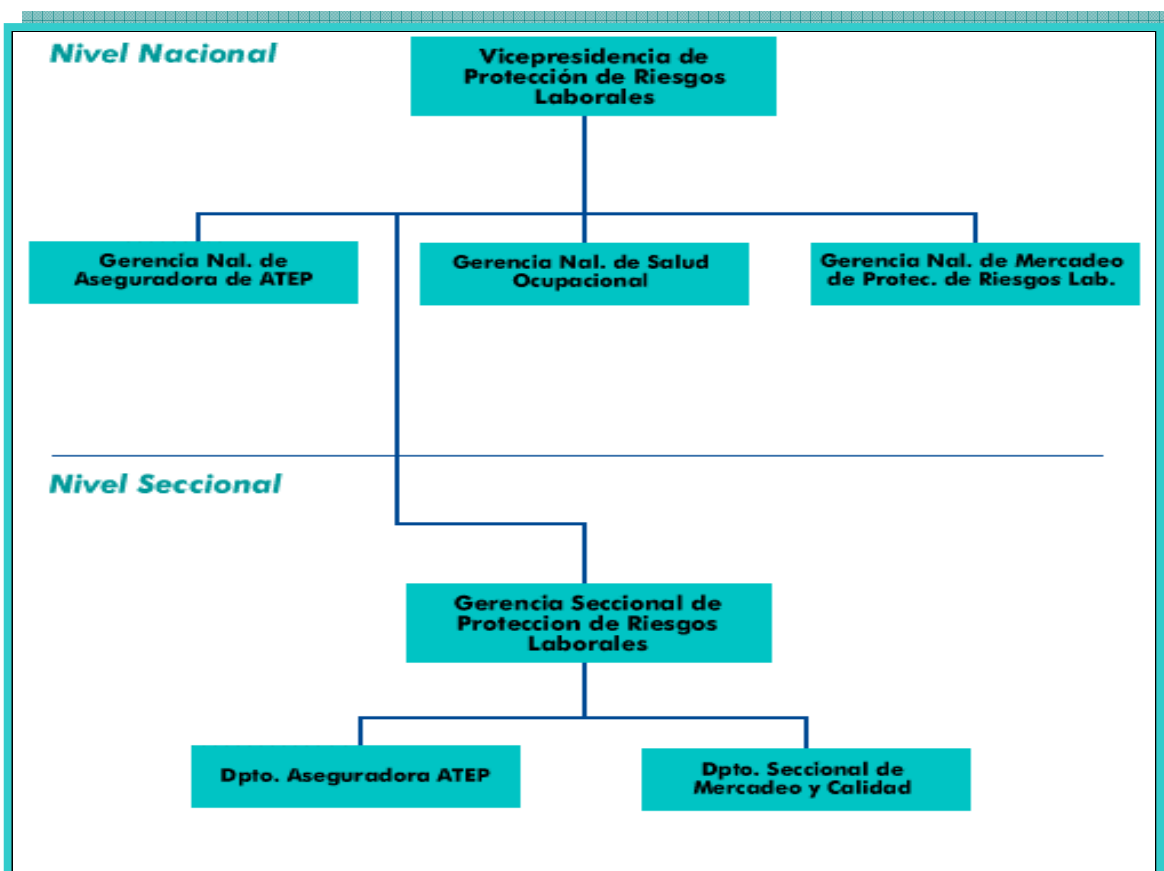 Nivel Nacional
Vicepresidencia de
Protección de Riesgos
Laborales
Gerencia Nal. de
Aseguradora de ATEP
Gerencia Nal. de Salud
Ocupacional
Gerencia Nal. de Mercadeo
de Protec. de Riesgos Lab.
Nivel Seccional
Gerencia Seccional de
Proteccion de Riesgos
Laborales
Dpto. Aseguradora ATEP
Dpto. Seccional de
Mercadeo y Calidad